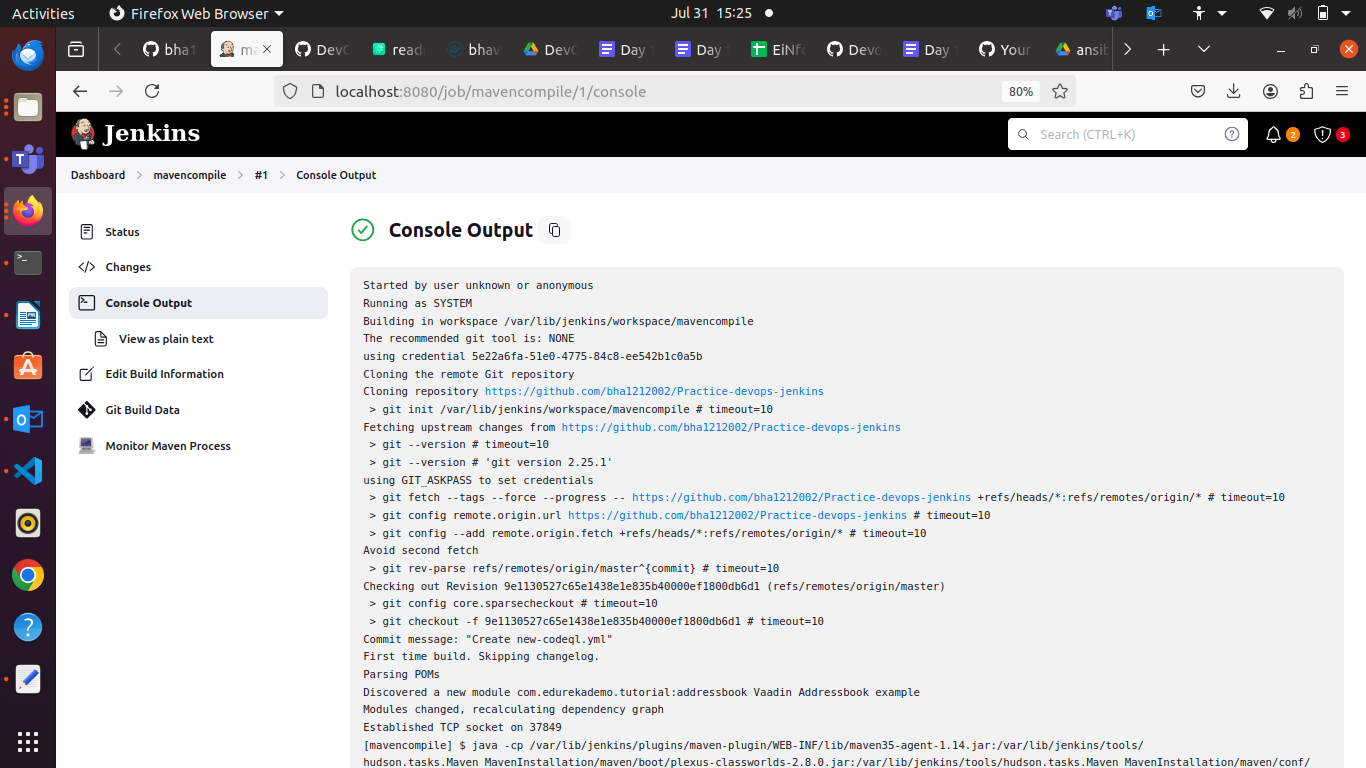 Activities
Firefox Web Browser
Jul 31 15:25
bha1
ma
DevO
read
bhav
DevO
Day 1
Day
EiNfo
Devo
Day 1
Your
ansib
localhost:8080/job/mavencompile/1/console
80%
Jenkins
Search (CTRL+K)
2
3
Dashboard
mavencompile
#1
Console Output
Status
Changes
Console Output
View as plain text
Edit Build Information
Git Build Data
Monitor Maven Process
Console Output
Started by user unknown or anonymous
Running as SYSTEM
Building in workspace /var/lib/jenkins/workspace/mavencompile
The recommended git tool is: NONE
using credential 5e22a6fa-51e0-4775-84c8-ee542b1c0a5b
Cloning the remote Git repository
Cloning repository https://github.com/bha1212002/Practice-devops-jenkins
> git init /var/lib/jenkins/workspace/mavencompile # timeout=10
Fetching upstream changes from https://github.com/bha1212002/Practice-devops-jenkins
> git --version # timeout=10
> git --version # 'git version 2.25.1'
using GIT_ASKPASS to set credentials
> git fetch --tags --force --progress -- https://github.com/bha1212002/Practice-devops-jenkins +refs/heads/*:refs/remotes/origin/* # timeout=10
> git config remote.origin.url https://github.com/bha1212002/Practice-devops-jenkins # timeout=10
> git config --add remote.origin.fetch +refs/heads/*:refs/remotes/origin/* # timeout=10
Avoid second fetch
> git rev-parse refs/remotes/origin/master^{commit} # timeout=10
Checking out Revision 9e1130527c65e1438e1e835b40000ef1800db6d1 (refs/remotes/origin/master)
> git config core.sparsecheckout # timeout=10
> git checkout -f 9e1130527c65e1438e1e835b40000ef1800db6d1 # timeout=10
Commit message: "Create new-codeql.yml"
First time build. Skipping changelog.
Parsing POMs
Discovered a new module com.edurekademo.tutorial:addressbook Vaadin Addressbook example
Modules changed, recalculating dependency graph
Established TCP socket on 37849
[mavencompile] $ java -cp /var/lib/jenkins/plugins/maven-plugin/WEB-INF/lib/maven35-agent-1.14.jar:/var/lib/jenkins/tools/
hudson.tasks.Maven_MavenInstallation/maven/boot/plexus-classworlds-2.8.0.jar:/var/lib/jenkins/tools/hudson.tasks.Maven_MavenInstallation/maven/conf/